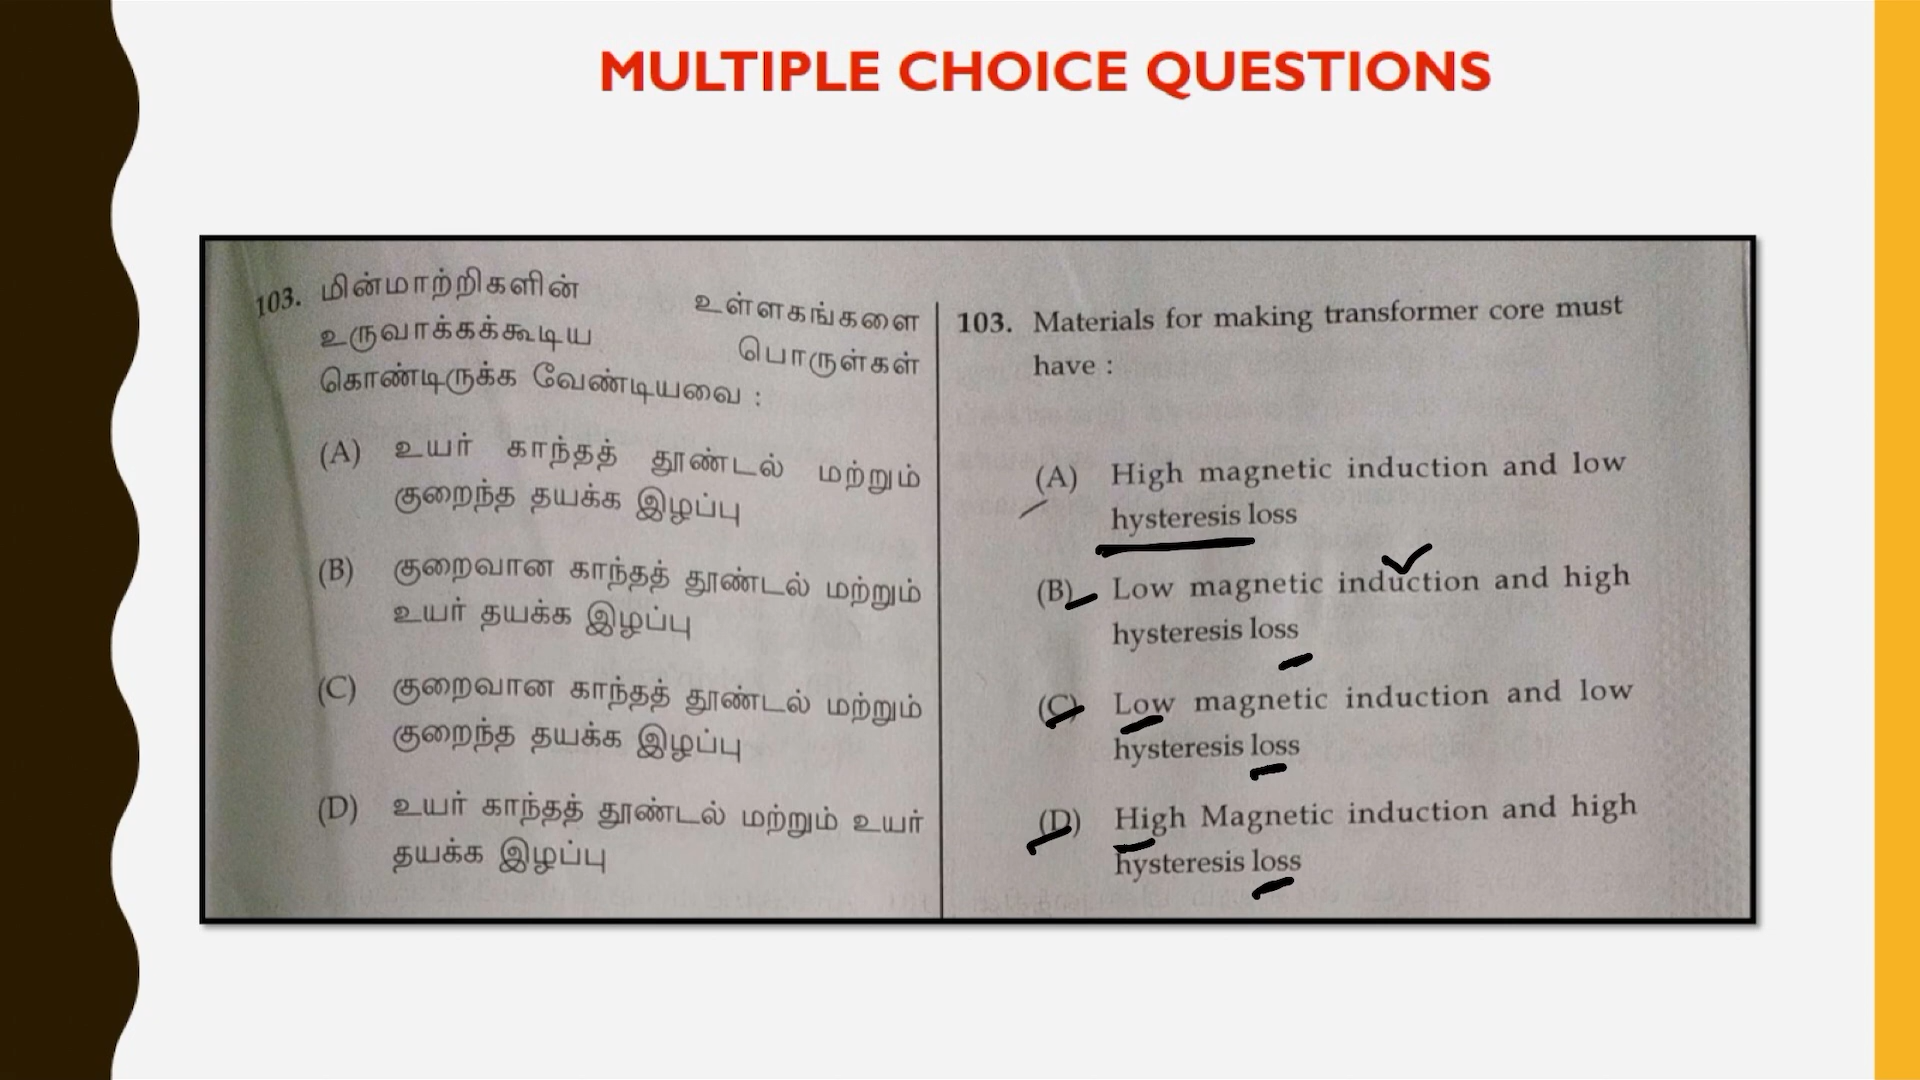 MULTIPLE CHOICE QUESTIONS
103. மின்மாற்றிகளின் உள்ளகங்களை
உருவாக்கக்கூடிய பொருள்கள்
கொண்டிருக்க வேண்டியவை :
(A) உயர் காந்தத் தூண்டல் மற்றும்
குறைந்த தயக்க இழப்பு
(B) குறைவான காந்தத் தூண்டல் மற்றும்
உயர் தயக்க இழப்பு
(C) குறைவான காந்தத் தூண்டல் மற்றும்
குறைந்த தயக்க இழப்பு
(D) உயர் காந்தத் தூண்டல் மற்றும் உயர்
தயக்க இழப்பு
103. Materials for making transformer core must
have :
(A) High magnetic induction and low
hysteresis loss
(B) Low magnetic induction and high
hysteresis loss
(C) Low magnetic induction and low
hysteresis loss
(D) High Magnetic induction and high
hysteresis loss